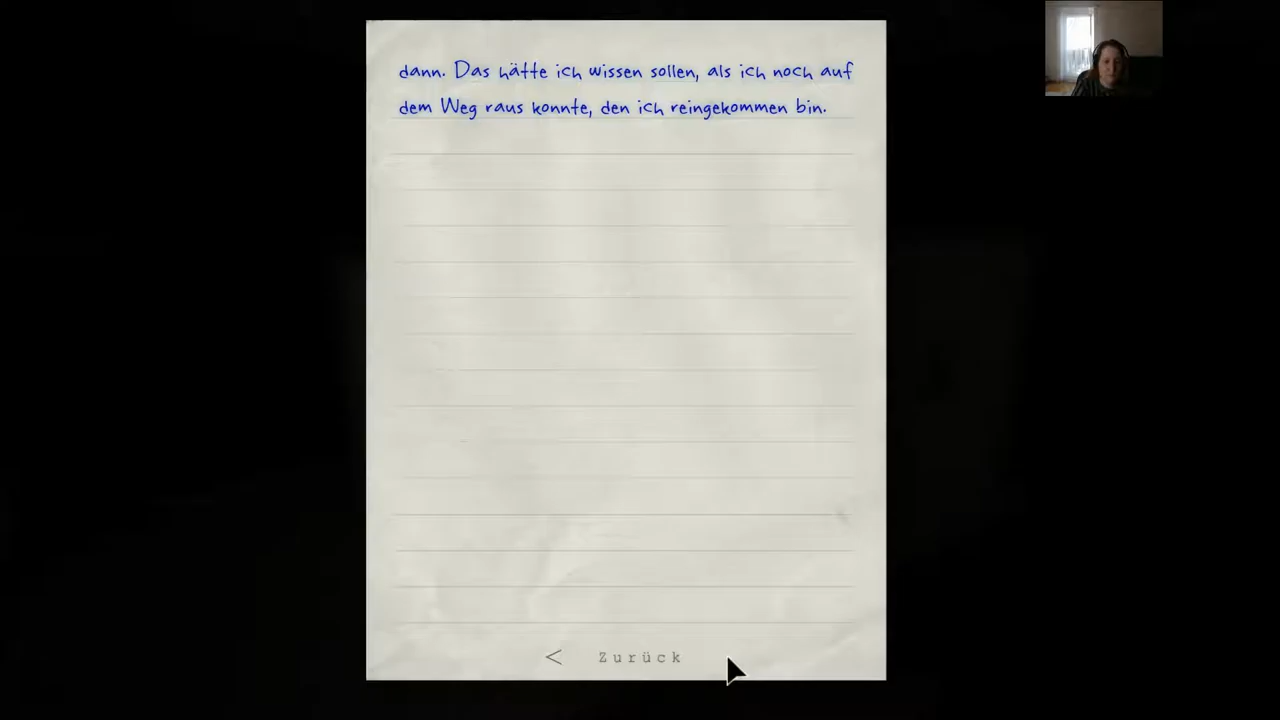 dann. Das hätte ich wissen sollen, als ich noch auf
dem Weg raus konnte, den ich reingekommen bin.
< Zurück